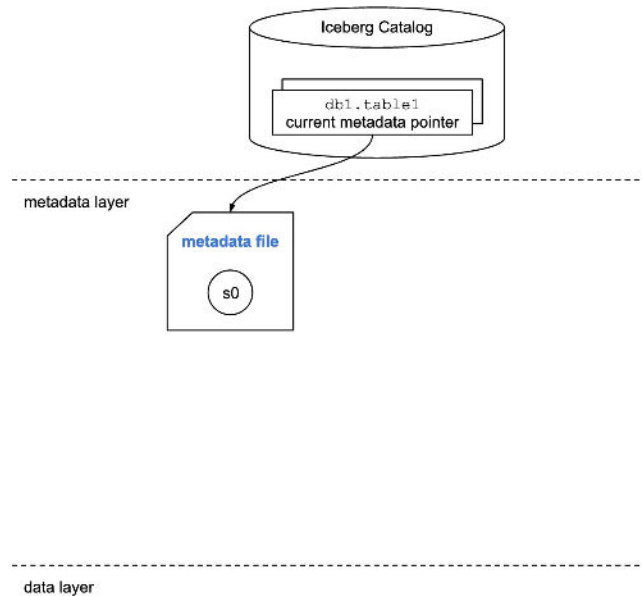 Iceberg Catalog
db1.table1
current metadata pointer
metadata layer
metadata file
s0
data layer